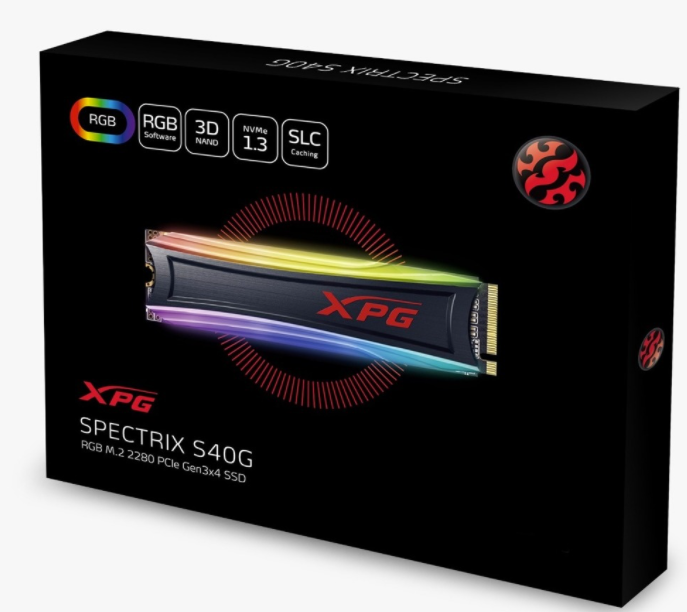 SPECTRIX S40G
RGB
RGB
Software
3D
NAND
NVMe
1.3
SLC
Caching
XPG
XPG
SPECTRIX S40G
RGB M.2 2280 PCIe Gen3x4 SSD